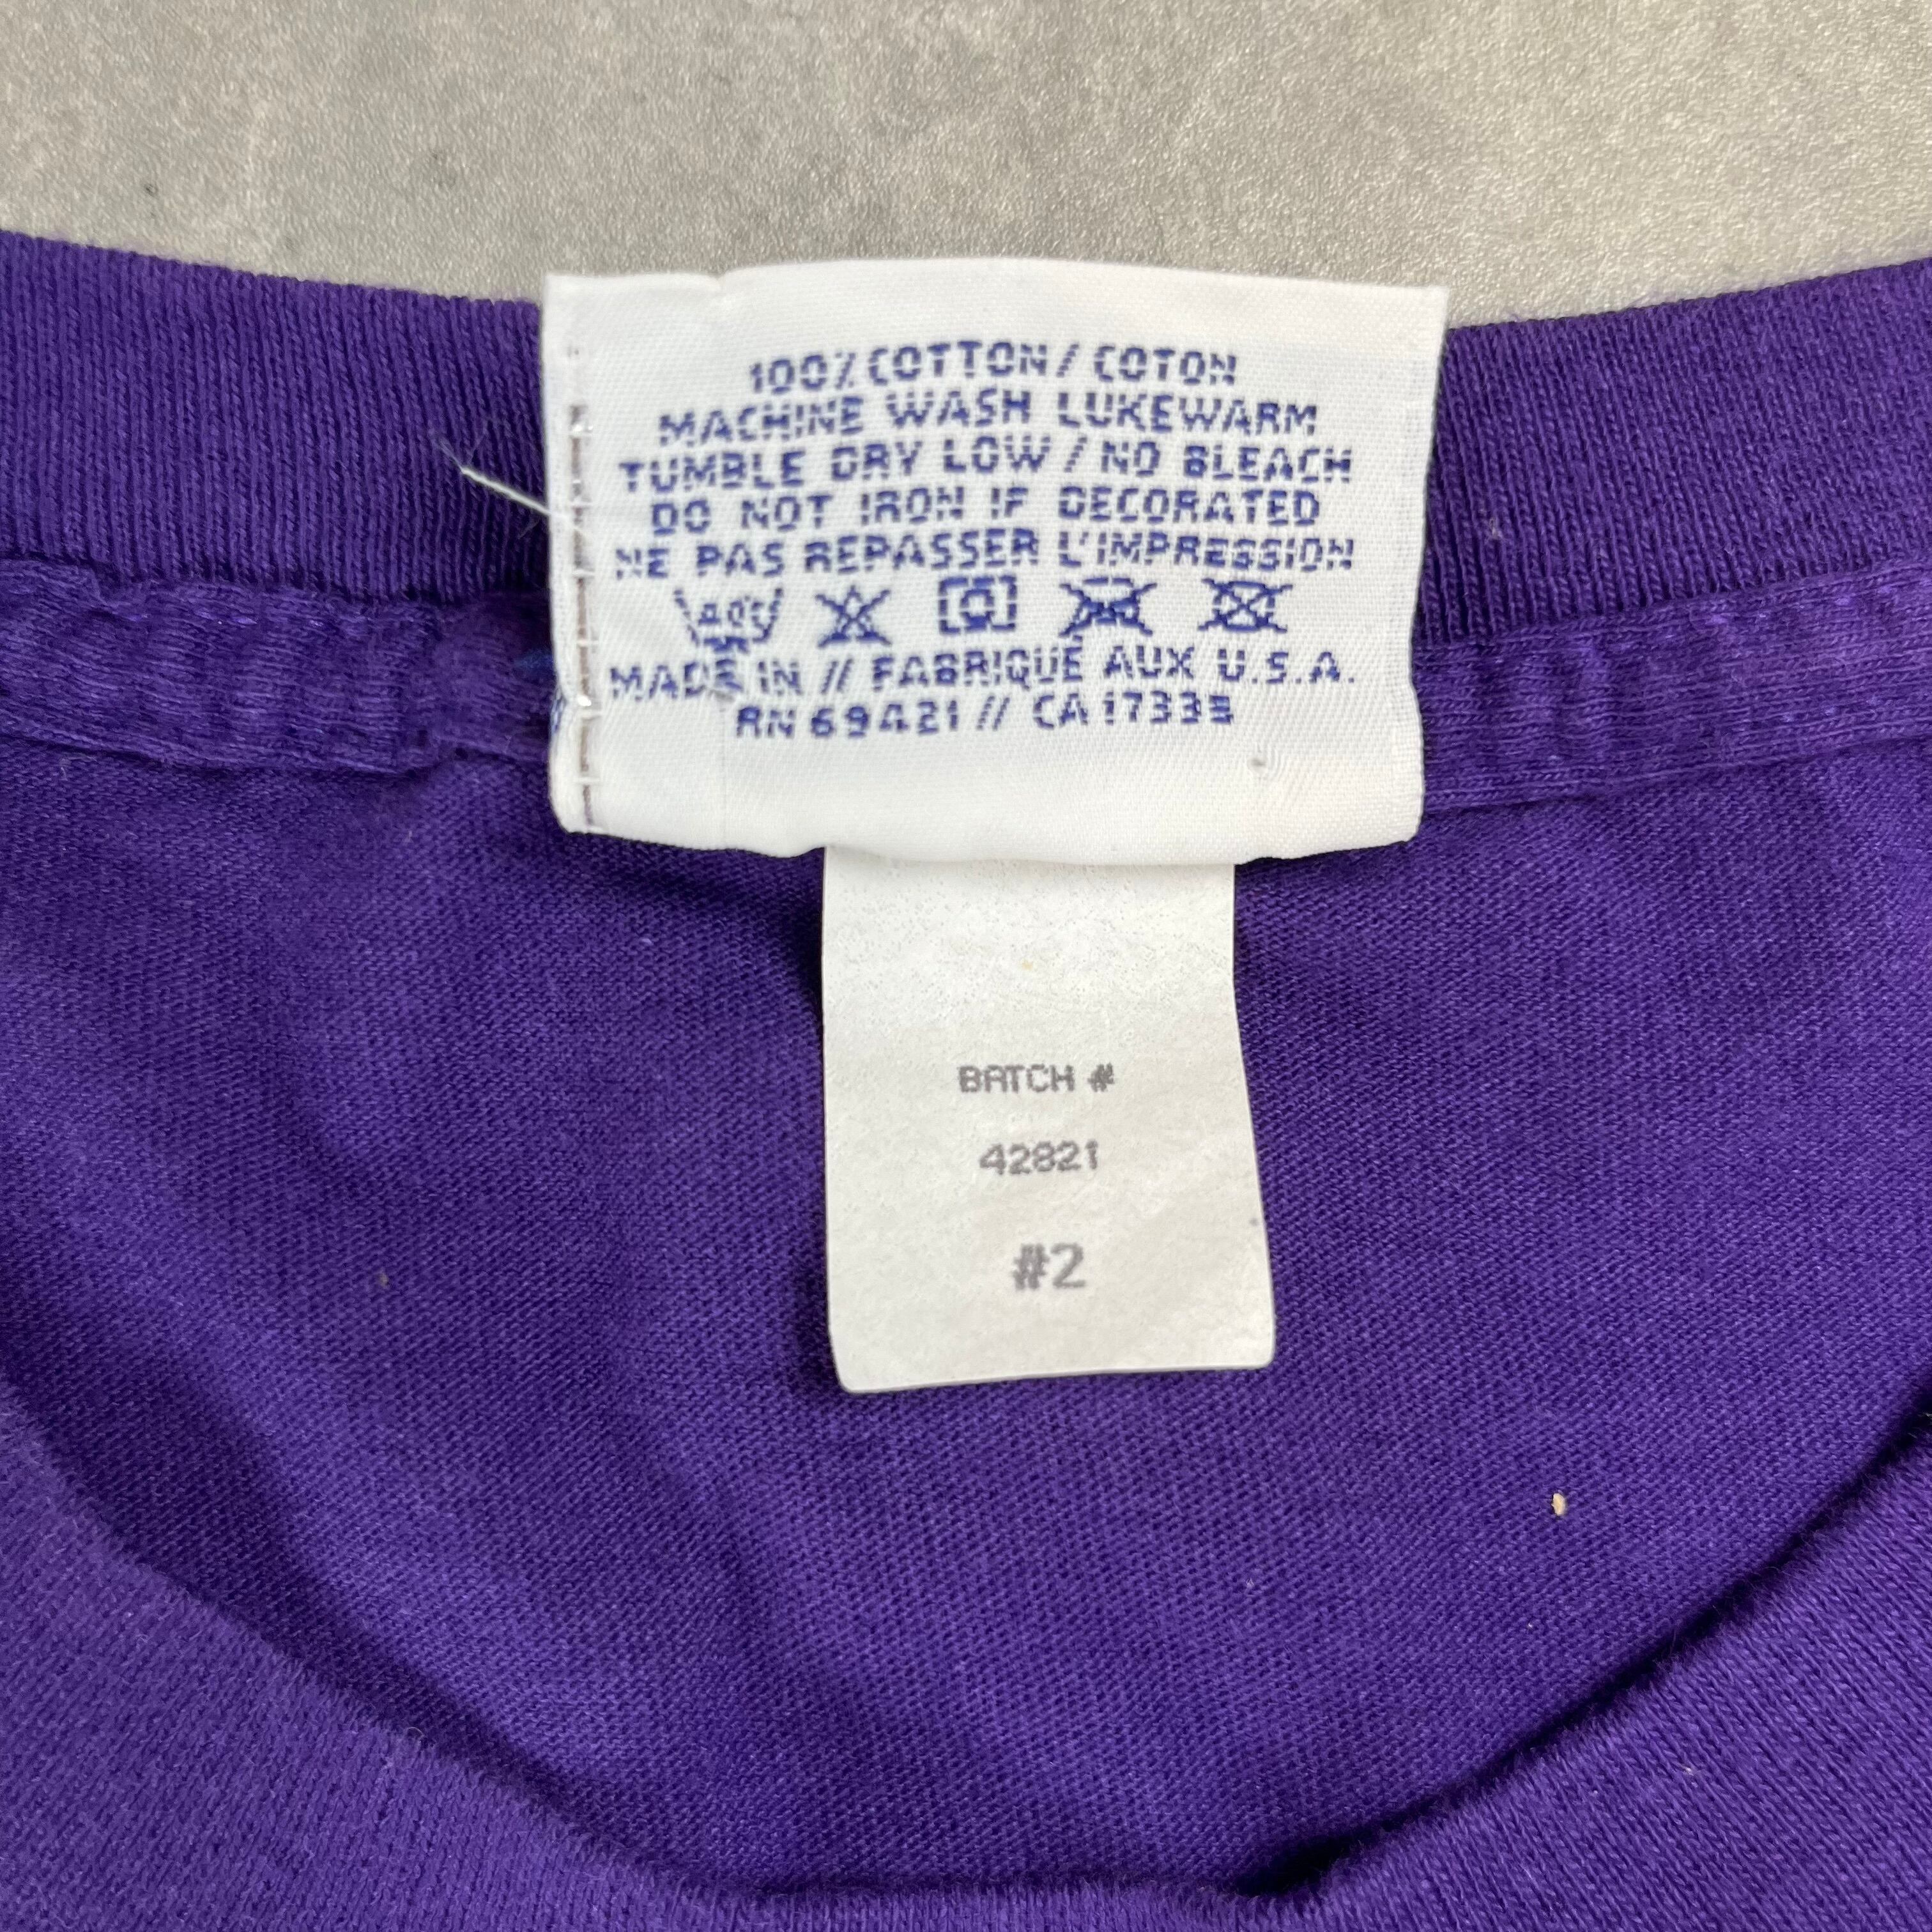 100% COTTON / COTON
MACHINE WASH LUKEWARM
TUMBLE DRY LOW / NO BLEACH
DO NOT IRON IF DECORATED
NE PAS REPASSER L'IMPRESSION
MADE IN // FABRIQUÉ AUX U.S.A.
RN 69421 // CA 17335
BATCH #
42821
#2